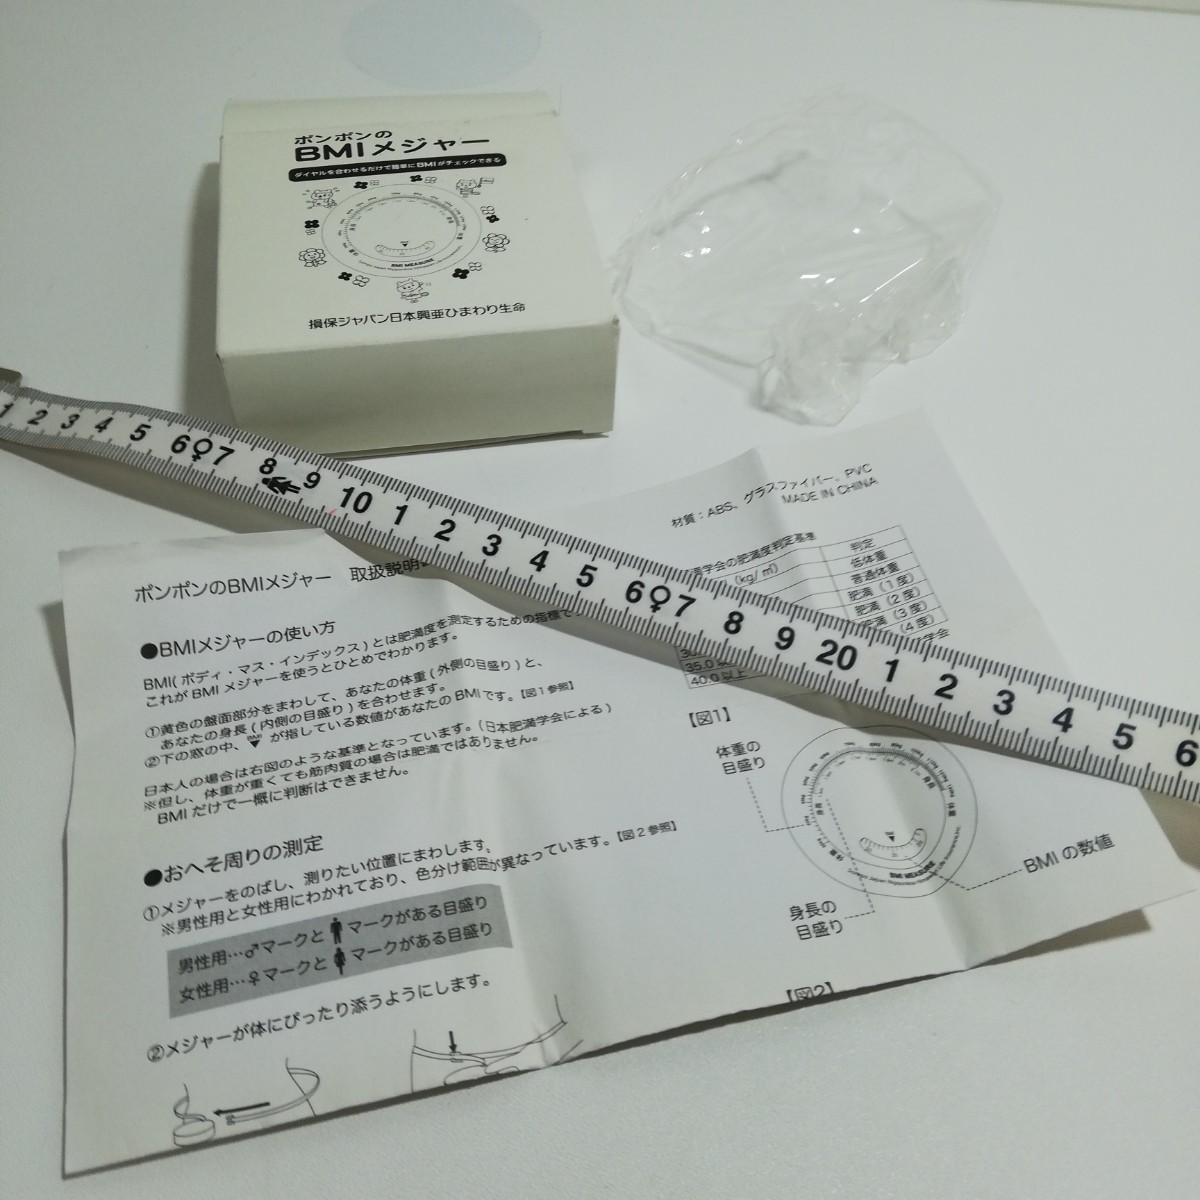 ポンポンの
BMIメジャー
ダイヤルを合わせるだけで簡単にBMIがチェックできる
BMI MEASURE
損保ジャパン日本興亜ひまわり生命
1 2 3 4 5 6♀7 8 9 10 1 2 3 4 5 6♀7 8 9 20 1 2 3 4 5 6
ポンポンのBMIメジャー 取扱説明
●BMIメジャーの使い方
BMI(ボディ・マス・インデックス)とは肥満度を測定するための指標で
これがBMIメジャーを使うとひとめでわかります。
①黄色の盤面部分をまわして、あなたの体重(外側の目盛り)と、
あなたの身長(内側の目盛り)を合わせます。
②下の窓の中、▼が指している数値があなたのBMIです。【図1参照】
日本人の場合は右図のような基準となっています。(日本肥満学会による)
※但し、体重が重くても筋肉質の場合は肥満ではありません。
BMIだけで一概に判断はできません。
●おへそ周りの測定
①メジャーをのばし、測りたい位置にまわします。
※男性用と女性用にわかれており、色分け範囲が異なっています。【図2参照】
男性用…♂マークと マークがある目盛り
女性用…♀マークと マークがある目盛り
②メジャーが体にぴったり添うようにします。
材質：ABS、グラスファイバー、PVC
MADE IN CHINA
満学会の肥満度判定基準
(kg/㎡)
判定
低体重
普通体重
肥満(1度)
肥満(2度)
肥満(3度)
(4度)
学会
35.0以
40.0以上
【図1】
体重の
目盛り
BMI MEASURE
BMIの数値
身長の
目盛り
【図2】